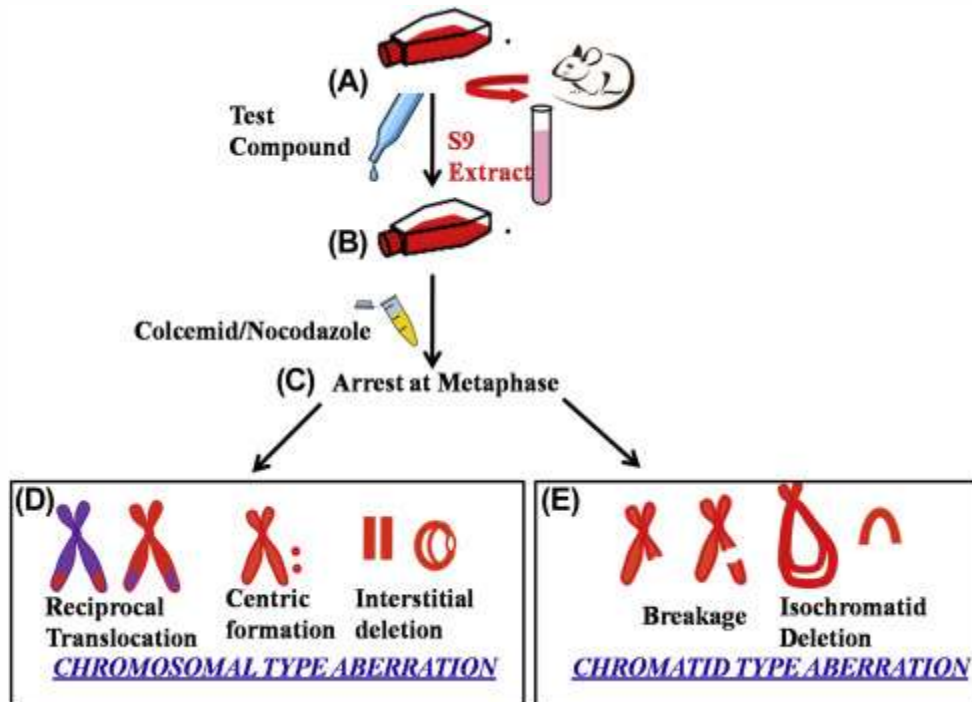 (A)
Test
Compound
S9
Extract
(B)
Colcemid/Nocodazole
(C) Arrest at Metaphase
(D)
Reciprocal
Translocation
Centric
formation
Interstitial
deletion
CHROMOSOMAL TYPE ABERRATION
(E)
Breakage
Isochromatid
Deletion
CHROMATID TYPE ABERRATION